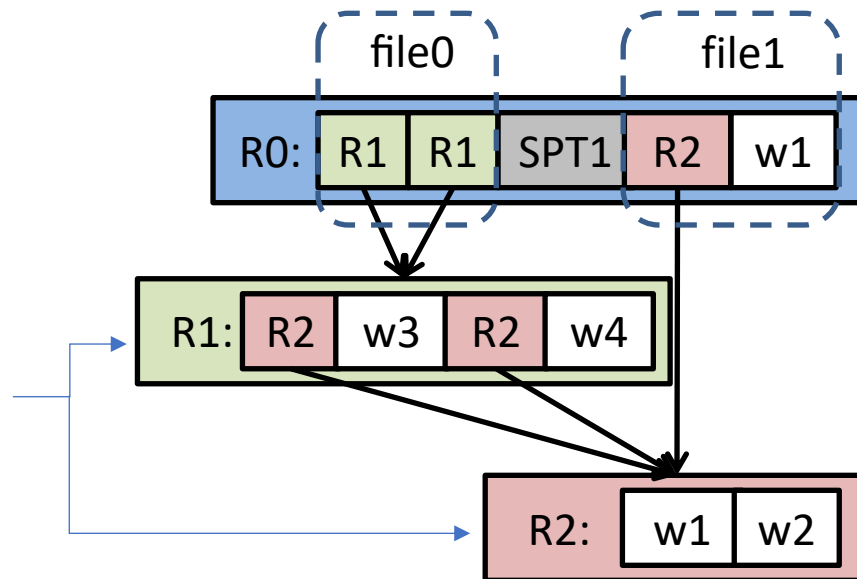 file0 file1
R0: R1 R1 SPT1 R2 w1
R1: R2 w3 R2 w4
R2: w1 w2